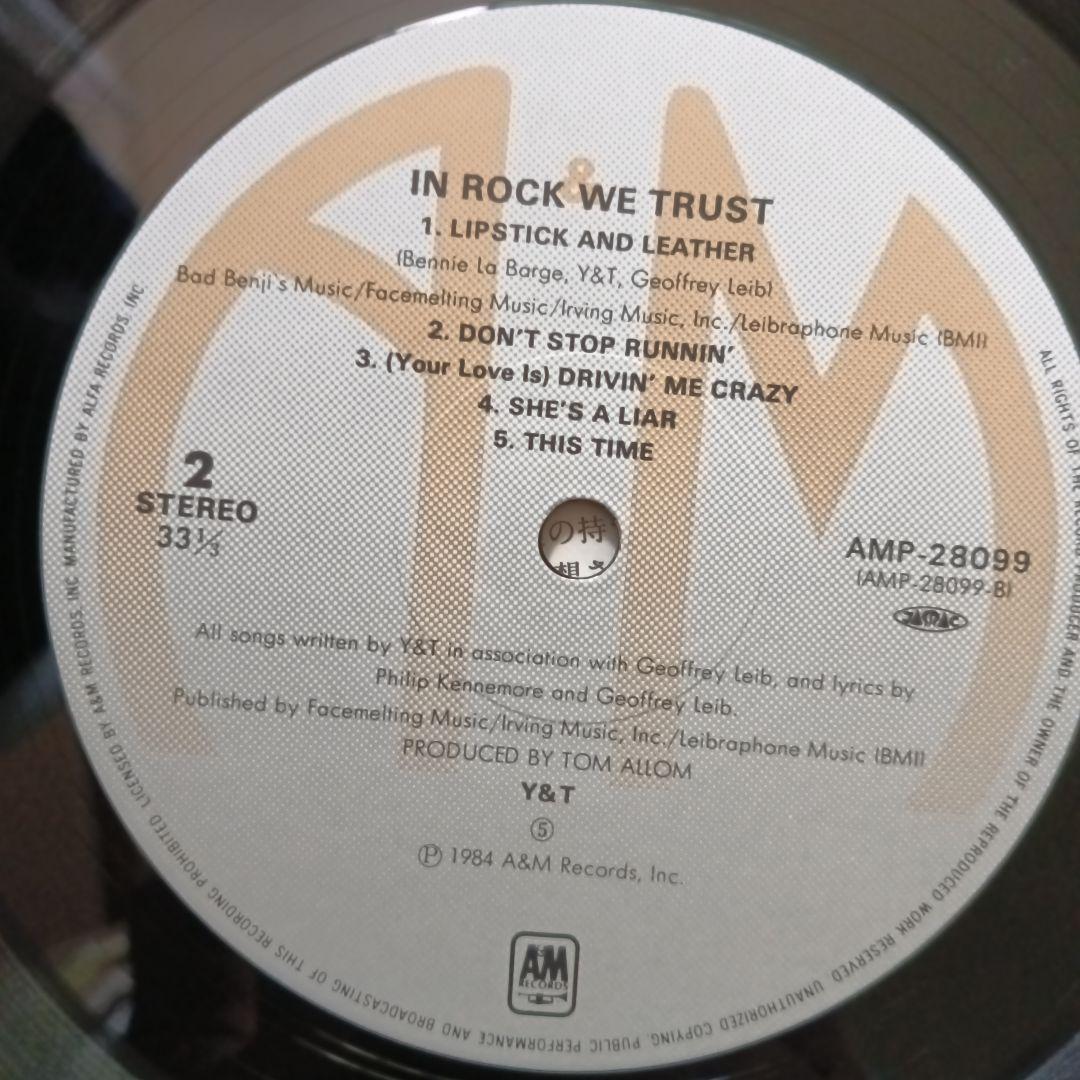 &
IN ROCK WE TRUST
1. LIPSTICK AND LEATHER
(Bennie La Barge, Y&T, Geoffrey Leib)
Bad Benji's Music/Facemelting Music/Irving Music, Inc./Leibraphone Music (BMI)
2. DON'T STOP RUNNIN'
3. (Your Love Is) DRIVIN' ME CRAZY
4. SHE'S A LIAR
5. THIS TIME
2
STEREO
33⅓
の持
AMP-28099
(AMP-28099-B)
JASRAC
All songs written by Y&T in association with Geoffrey Leib, and lyrics by
Philip Kennemore and Geoffrey Leib.
Published by Facemelting Music/Irving Music, Inc./Leibraphone Music (BMI)
PRODUCED BY TOM ALLOM
Y&T
⑤
Ⓟ 1984 A&M Records, Inc.
A&M
RECORDS
ALL RIGHTS OF THE RECORD PRODUCER AND THE OWNER OF THE REPRODUCED WORK RESERVED. UNAUTHORIZED COPYING, PUBLIC PERFORMANCE AND BROADCASTING OF THIS RECORDING PROHIBITED. LICENSED BY A&M RECORDS, INC. MANUFACTURED BY ALFA RECORDS INC